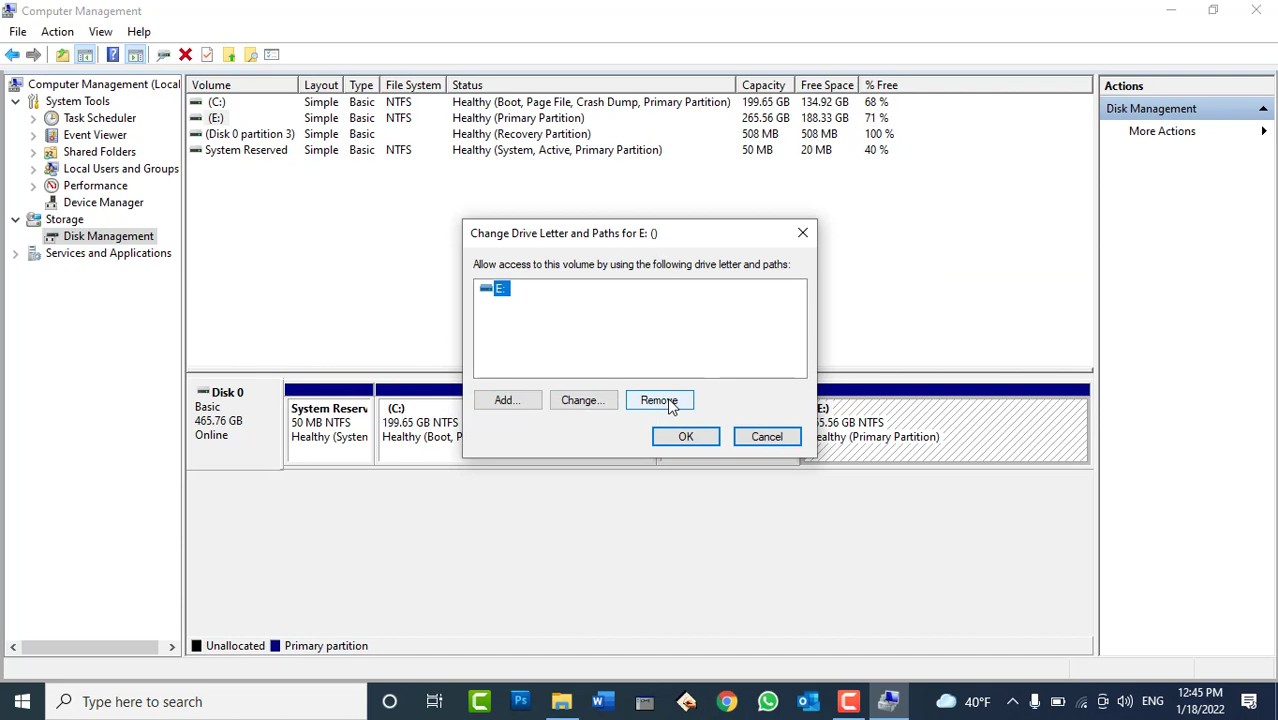 Computer Management
File Action View Help
Computer Management (Local
System Tools
Task Scheduler
Event Viewer
Shared Folders
Local Users and Groups
Performance
Device Manager
Storage
Disk Management
Services and Applications
Volume Layout Type File System Status Capacity Free Space % Free
(C:) Simple Basic NTFS Healthy (Boot, Page File, Crash Dump, Primary Partition) 199.65 GB 134.92 GB 68 %
(E:) Simple Basic NTFS Healthy (Primary Partition) 265.56 GB 188.33 GB 71 %
(Disk 0 partition 3) Simple Basic Healthy (Recovery Partition) 508 MB 508 MB 100 %
System Reserved Simple Basic NTFS Healthy (System, Active, Primary Partition) 50 MB 20 MB 40 %
Actions
Disk Management
More Actions
Change Drive Letter and Paths for E: ()
Allow access to this volume by using the following drive letter and paths:
E:
Add... Change... Remove
OK Cancel
Disk 0
Basic
465.76 GB
Online
System Reserv
50 MB NTFS
Healthy (System
(C:)
199.65 GB NTFS
Healthy (Boot, P
E:)
5.56 GB NTFS
ealthy (Primary Partition)
Unallocated Primary partition
Type here to search
40°F ENG
12:45 PM
1/18/2022